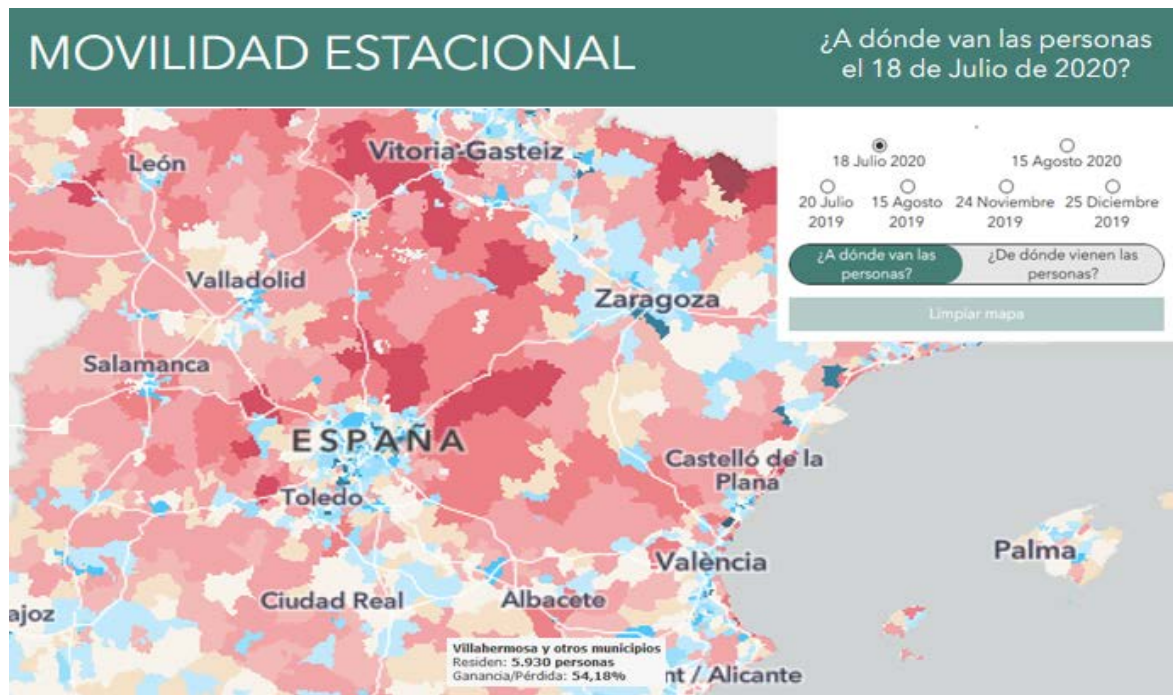 MOVILIDAD ESTACIONAL
¿A dónde van las personas
el 18 de Julio de 2020?
18 Julio 2020
15 Agosto 2020
20 Julio
2019
15 Agosto
2019
24 Noviembre
2019
25 Diciembre
2019
¿A dónde van las
personas?
¿De dónde vienen las
personas?
Limpiar mapa
León
Vitoria-Gasteiz
Valladolid
Zaragoza
Salamanca
ESPAÑA
Castelló de la
Plana
Toledo
València
Palma
Ciudad Real
Albacete
ajoz
Villahermosa y otros municipios
Residen: 5.930 personas
Ganancia/Pérdida: 54,18%
nt / Alicante